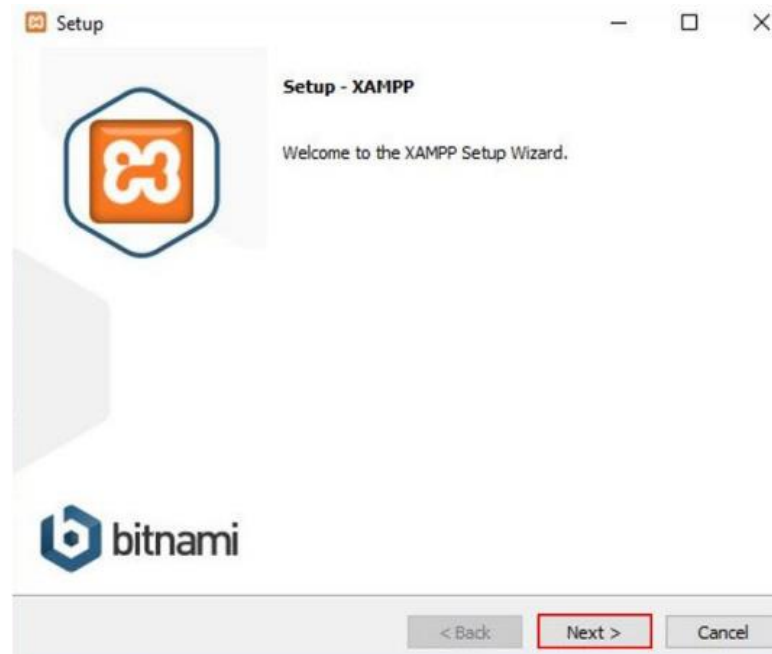 Setup
Setup - XAMPP
Welcome to the XAMPP Setup Wizard.
bitnami
< Back
Next >
Cancel